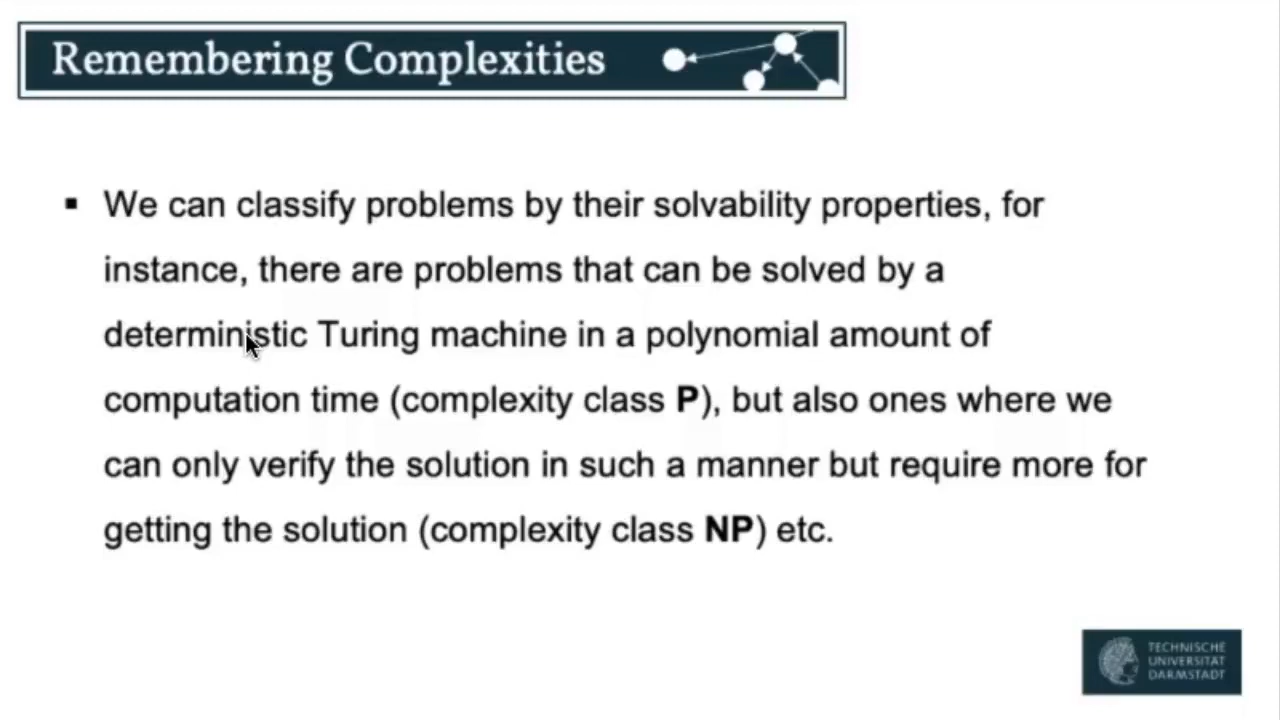 Remembering Complexities
▪ We can classify problems by their solvability properties, for
instance, there are problems that can be solved by a
deterministic Turing machine in a polynomial amount of
computation time (complexity class P), but also ones where we
can only verify the solution in such a manner but require more for
getting the solution (complexity class NP) etc.
TECHNISCHE
UNIVERSITÄT
DARMSTADT